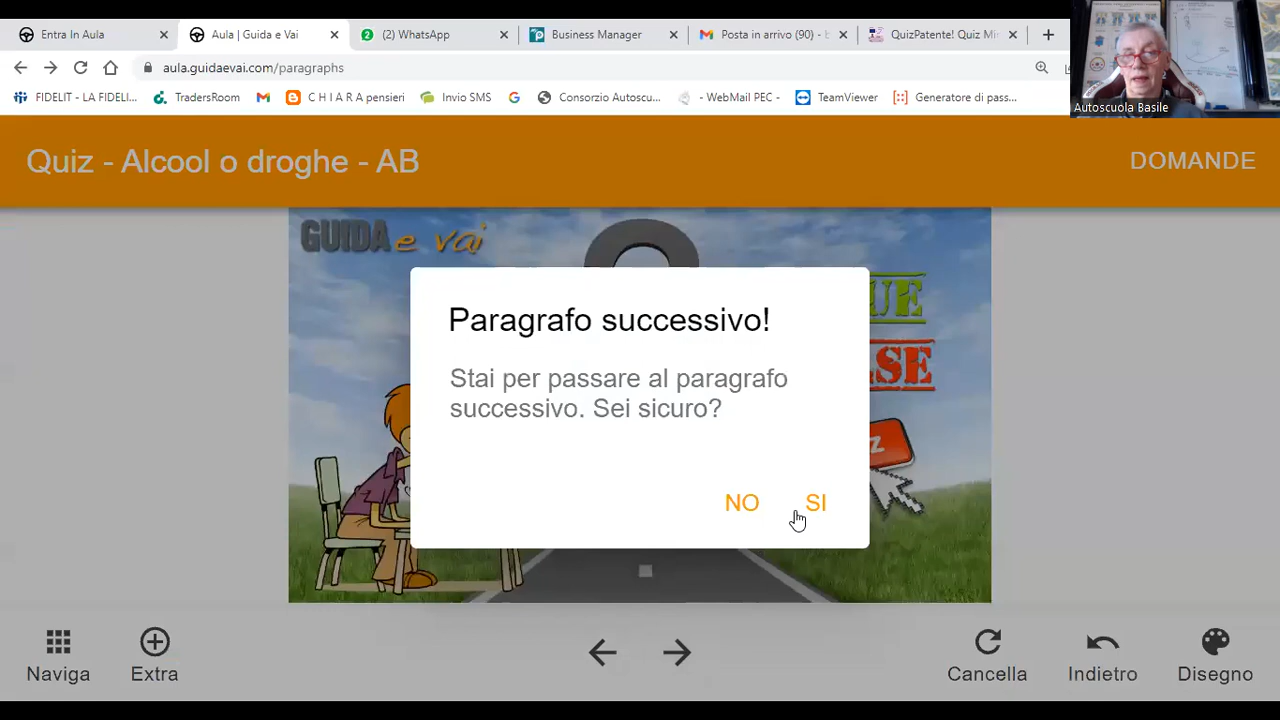 Entra In Aula
Aula | Guida e Vai
(2) WhatsApp
Business Manager
Posta in arrivo (90) - b
QuizPatente! Quiz Mi
aula.guidaevai.com/paragraphs
FIDELIT - LA FIDELI...
TradersRoom
C H I A R A pensieri
Invio SMS
Consorzio Autoscu...
- WebMail PEC -
TeamViewer
Generatore di pass...
Autoscuola Basile
Quiz - Alcool o droghe - AB
DOMANDE
GUIDA e vai
UE
SE
Z
Paragrafo successivo!
Stai per passare al paragrafo
successivo. Sei sicuro?
NO SI
Naviga
Extra
Cancella
Indietro
Disegno